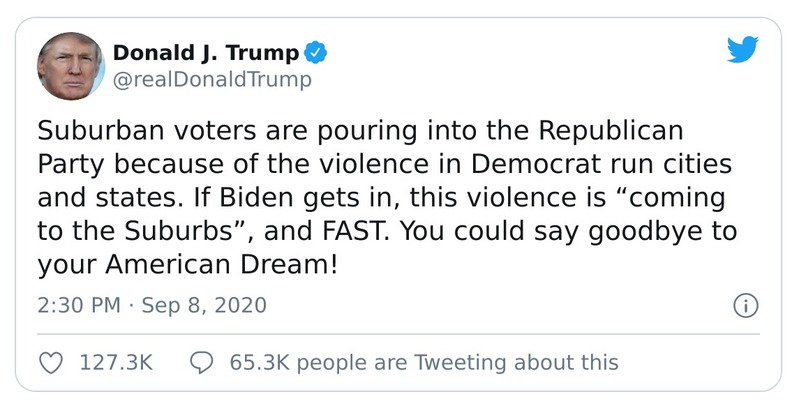 Donald J. Trump
@realDonaldTrump
Suburban voters are pouring into the Republican
Party because of the violence in Democrat run cities
and states. If Biden gets in, this violence is “coming
to the Suburbs”, and FAST. You could say goodbye to
your American Dream!
2:30 PM · Sep 8, 2020
127.3K 65.3K people are Tweeting about this